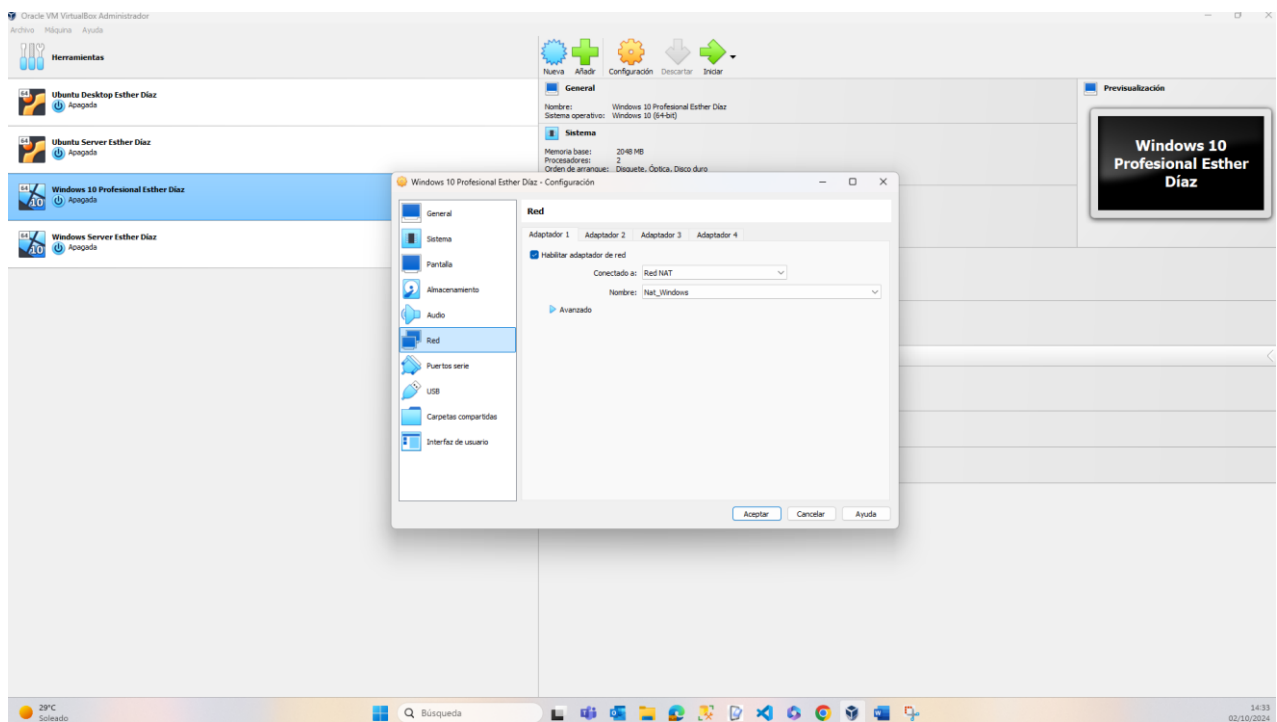 Oracle VM VirtualBox Administrador
Archivo Máquina Ayuda
Herramientas
Nueva Añadir Configuración Descartar Iniciar
64 Ubuntu Desktop Esther Díaz
Apagada
64 Ubuntu Server Esther Díaz
Apagada
64 10 Windows 10 Profesional Esther Díaz
Apagada
64 10 Windows Server Esther Díaz
Apagada
General
Nombre: Windows 10 Profesional Esther Díaz
Sistema operativo: Windows 10 (64-bit)
Sistema
Memoria base: 2048 MB
Procesadores: 2
Orden de arranque: Disquete, Óptica, Disco duro
Previsualización
Windows 10
Profesional Esther
Díaz
Windows 10 Profesional Esther Díaz - Configuración
General
Sistema
Pantalla
Almacenamiento
Audio
Red
Puertos serie
USB
Carpetas compartidas
Interfaz de usuario
Red
Adaptador 1 Adaptador 2 Adaptador 3 Adaptador 4
Habilitar adaptador de red
Conectado a: Red NAT
Nombre: Nat_Windows
Avanzado
Aceptar Cancelar Ayuda
29°C
Soleado
Búsqueda
14:33
02/10/2024